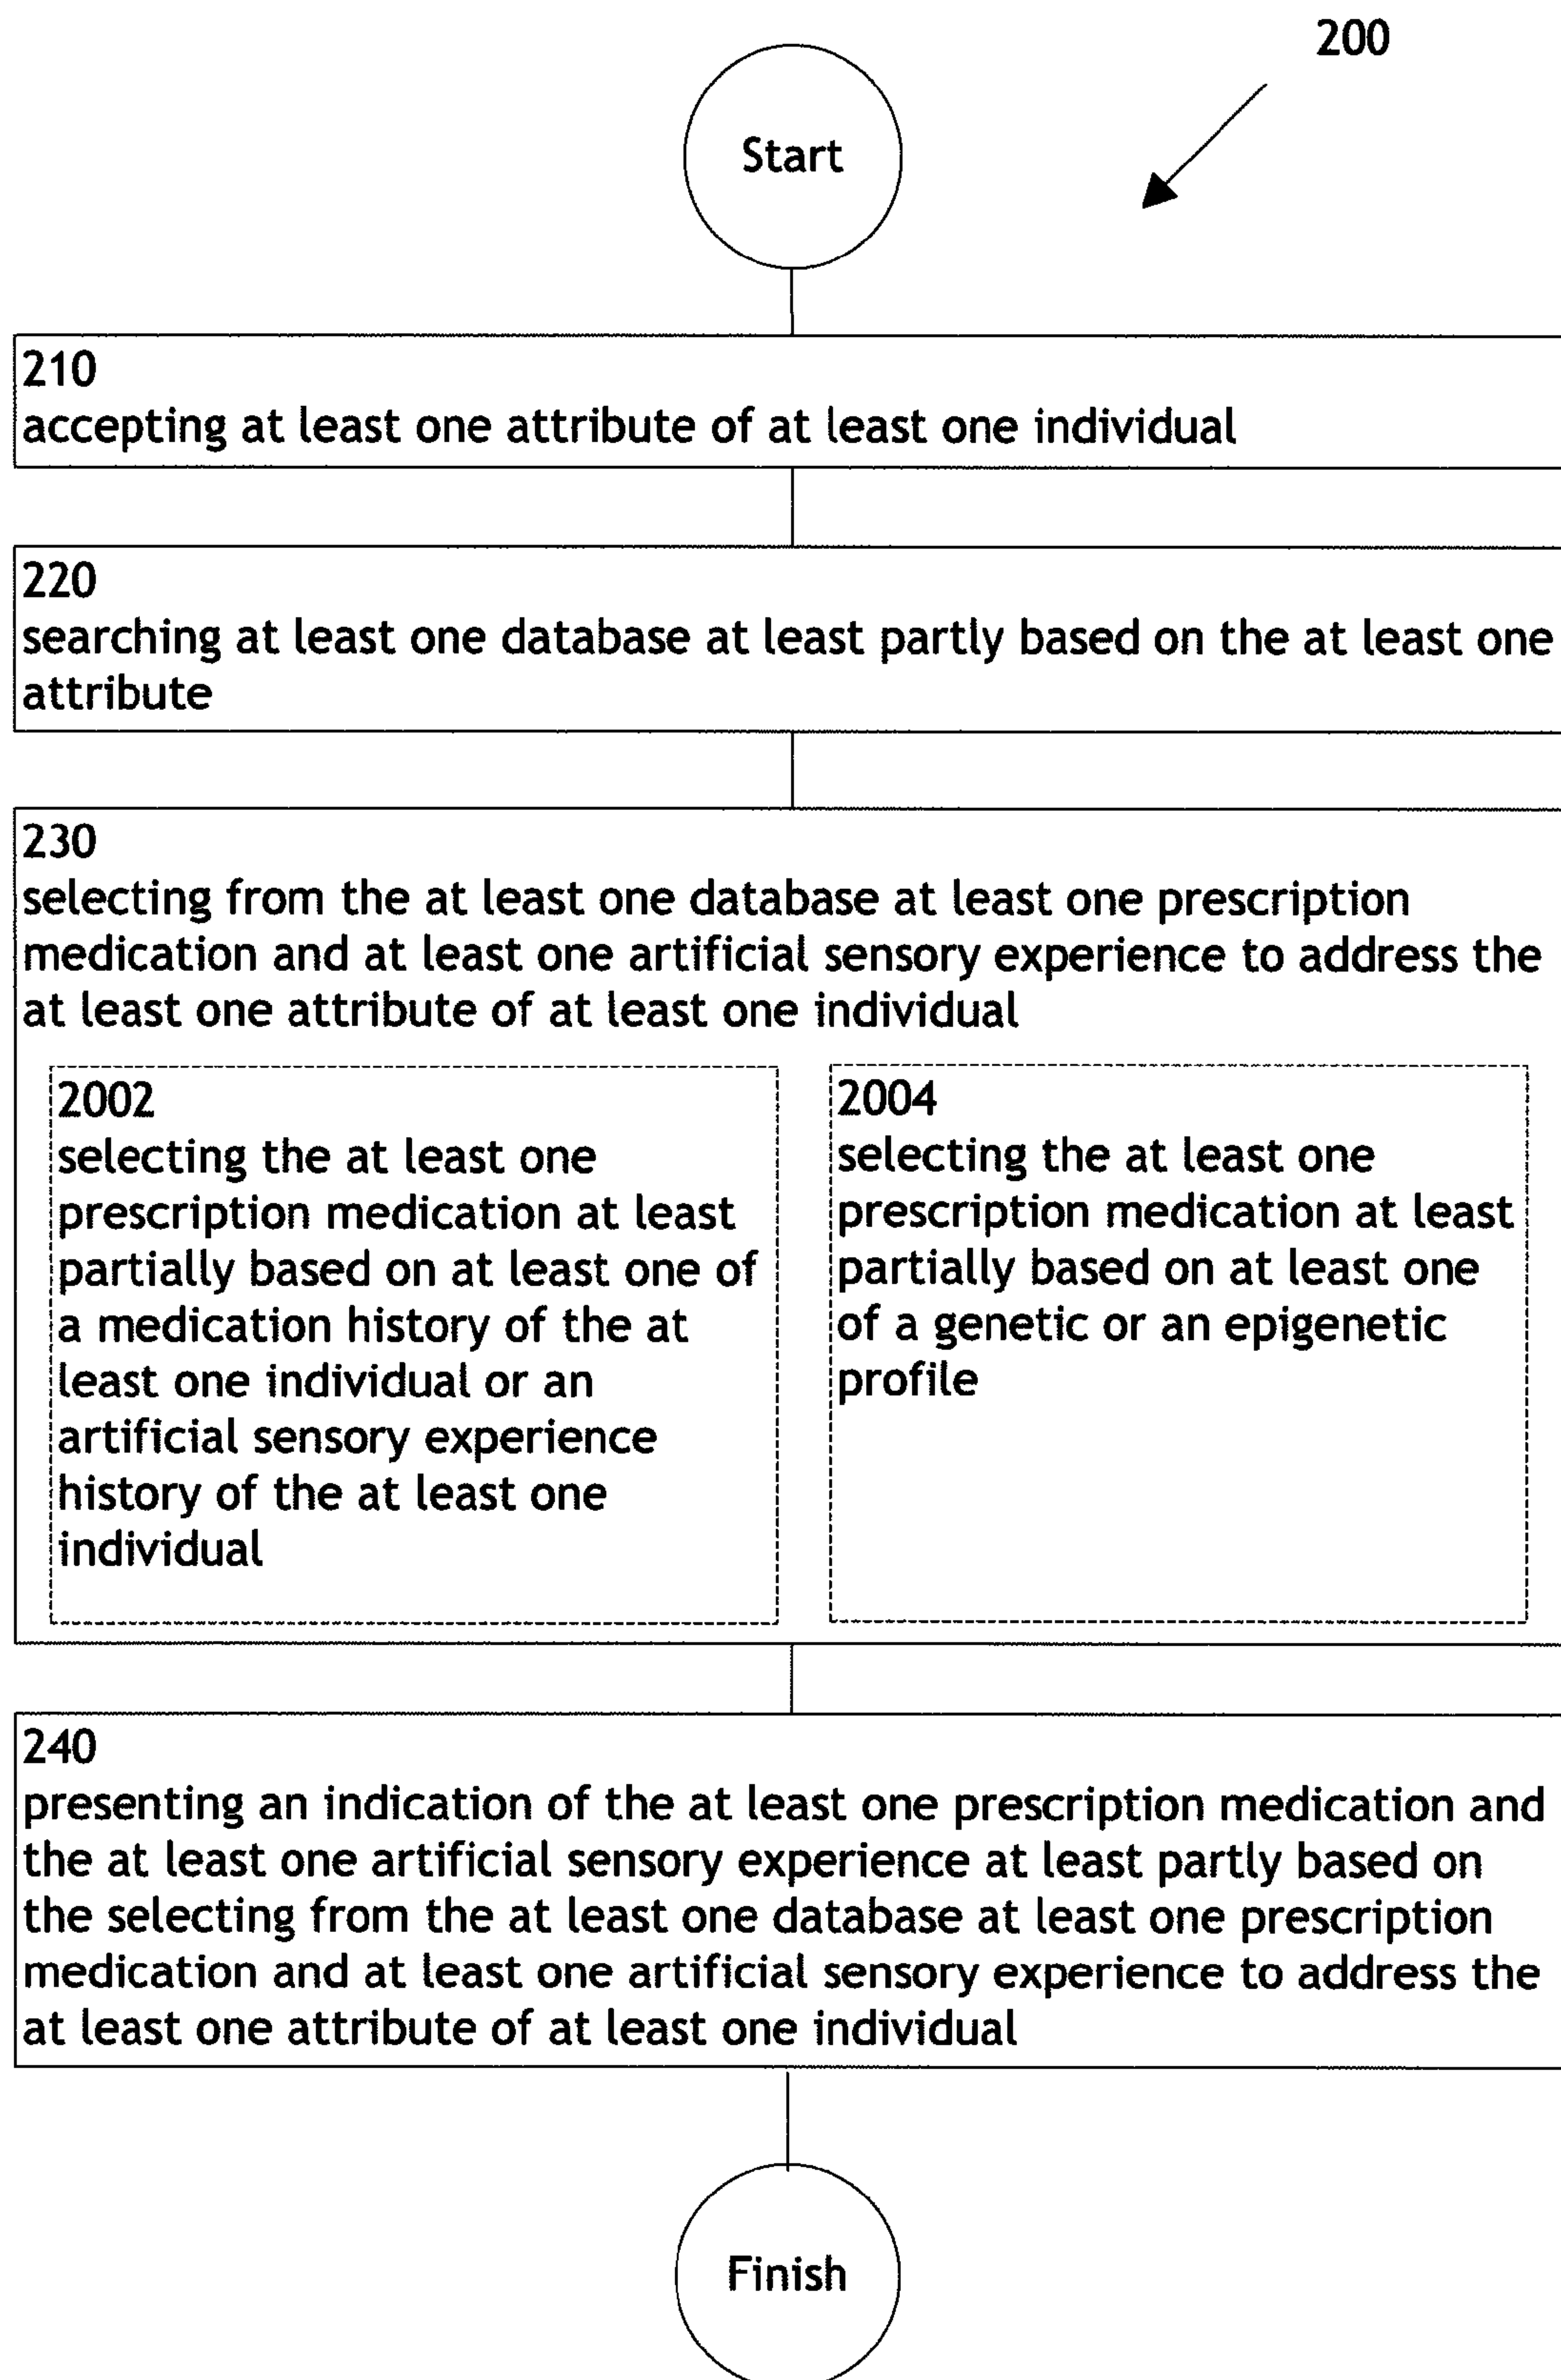 200
Start
210
accepting at least one attribute of at least one individual
220
searching at least one database at least partly based on the at least one
attribute
230
selecting from the at least one database at least one prescription
medication and at least one artificial sensory experience to address the
at least one attribute of at least one individual
2002
selecting the at least one
prescription medication at least
partially based on at least one of
a medication history of the at
least one individual or an
artificial sensory experience
history of the at least one
individual
2004
selecting the at least one
prescription medication at least
partially based on at least one
of a genetic or an epigenetic
profile
240
presenting an indication of the at least one prescription medication and
the at least one artificial sensory experience at least partly based on
the selecting from the at least one database at least one prescription
medication and at least one artificial sensory experience to address the
at least one attribute of at least one individual
Finish